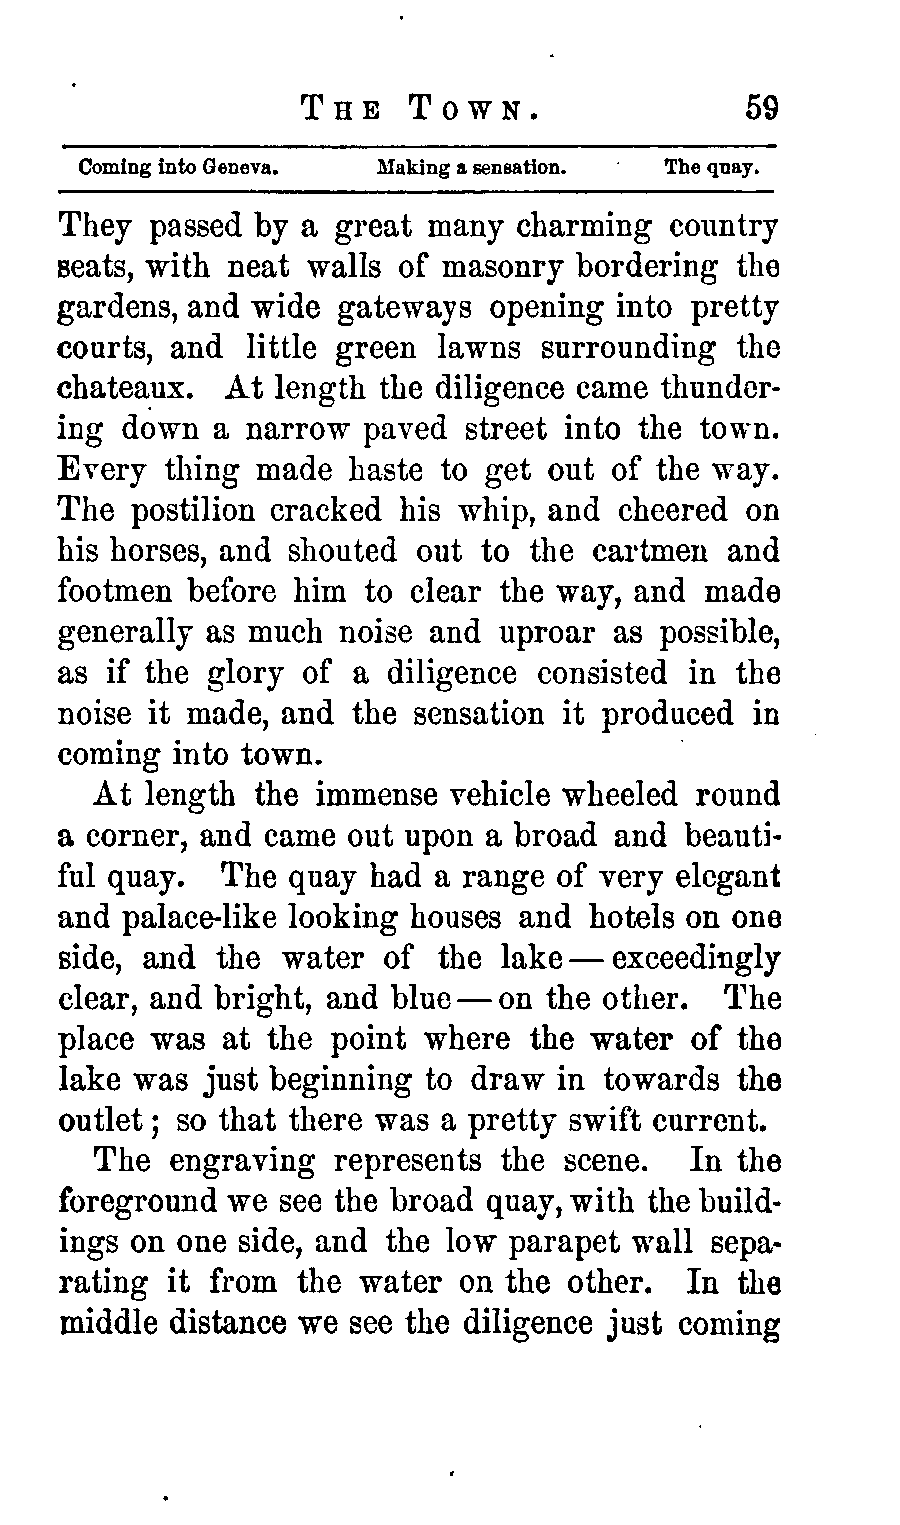 THE TOWN. 59
Coming into Geneva. Making a sensation. The quay.
They passed by a great many charming country
seats, with neat walls of masonry bordering the
gardens, and wide gateways opening into pretty
courts, and little green lawns surrounding the
chateaux. At length the diligence came thunder-
ing down a narrow paved street into the town.
Every thing made haste to get out of the way.
The postilion cracked his whip, and cheered on
his horses, and shouted out to the cartmen and
footmen before him to clear the way, and made
generally as much noise and uproar as possible,
as if the glory of a diligence consisted in the
noise it made, and the sensation it produced in
coming into town.
At length the immense vehicle wheeled round
a corner, and came out upon a broad and beauti-
ful quay. The quay had a range of very elegant
and palace-like looking houses and hotels on one
side, and the water of the lake — exceedingly
clear, and bright, and blue — on the other. The
place was at the point where the water of the
lake was just beginning to draw in towards the
outlet; so that there was a pretty swift current.
The engraving represents the scene. In the
foreground we see the broad quay, with the build-
ings on one side, and the low parapet wall sepa-
rating it from the water on the other. In the
middle distance we see the diligence just coming